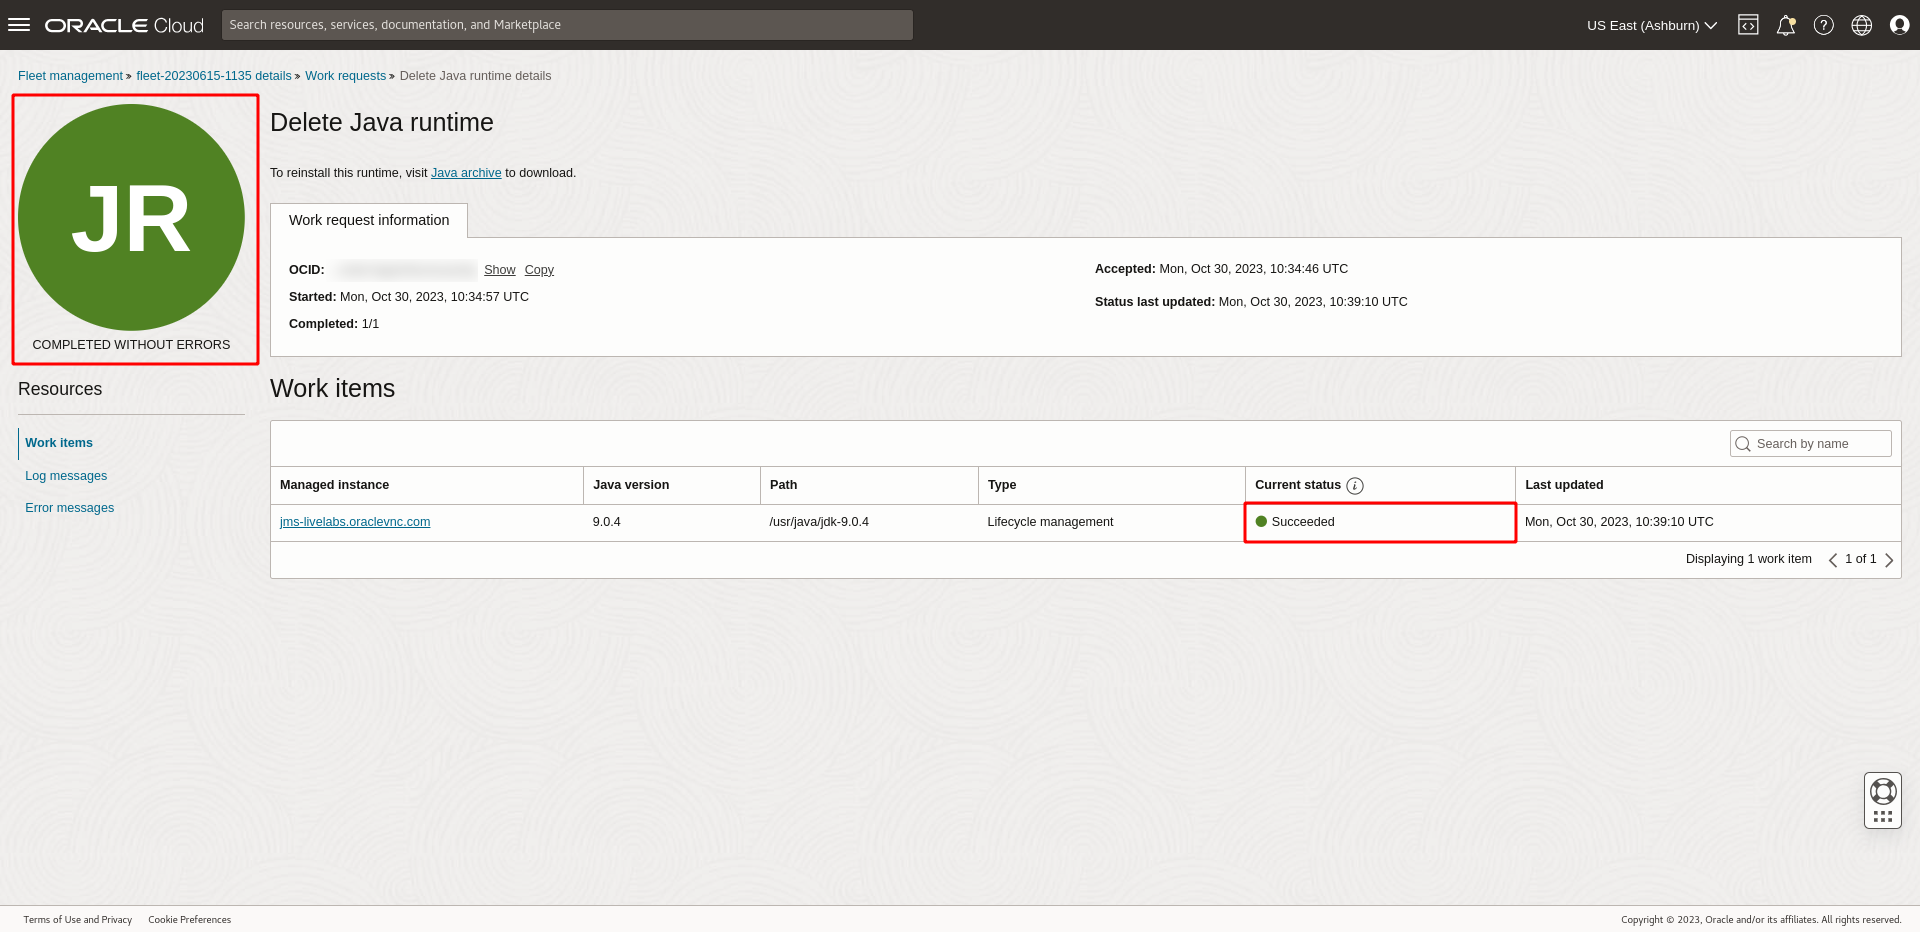 ORACLE Cloud
Search resources, services, documentation, and Marketplace
US East (Ashburn)
Fleet management » fleet-20230615-1135 details » Work requests » Delete Java runtime details
JR
COMPLETED WITHOUT ERRORS
Delete Java runtime
To reinstall this runtime, visit Java archive to download.
Work request information
OCID: Show Copy
Started: Mon, Oct 30, 2023, 10:34:57 UTC
Completed: 1/1
Accepted: Mon, Oct 30, 2023, 10:34:46 UTC
Status last updated: Mon, Oct 30, 2023, 10:39:10 UTC
Resources
Work items
Log messages
Error messages
Work items
Search by name
Managed instance Java version Path Type Current status i Last updated
jms-livelabs.oraclevnc.com 9.0.4 /usr/java/jdk-9.0.4 Lifecycle management Succeeded Mon, Oct 30, 2023, 10:39:10 UTC
Displaying 1 work item < 1 of 1 >
Terms of Use and Privacy Cookie Preferences
Copyright © 2023, Oracle and/or its affiliates. All rights reserved.